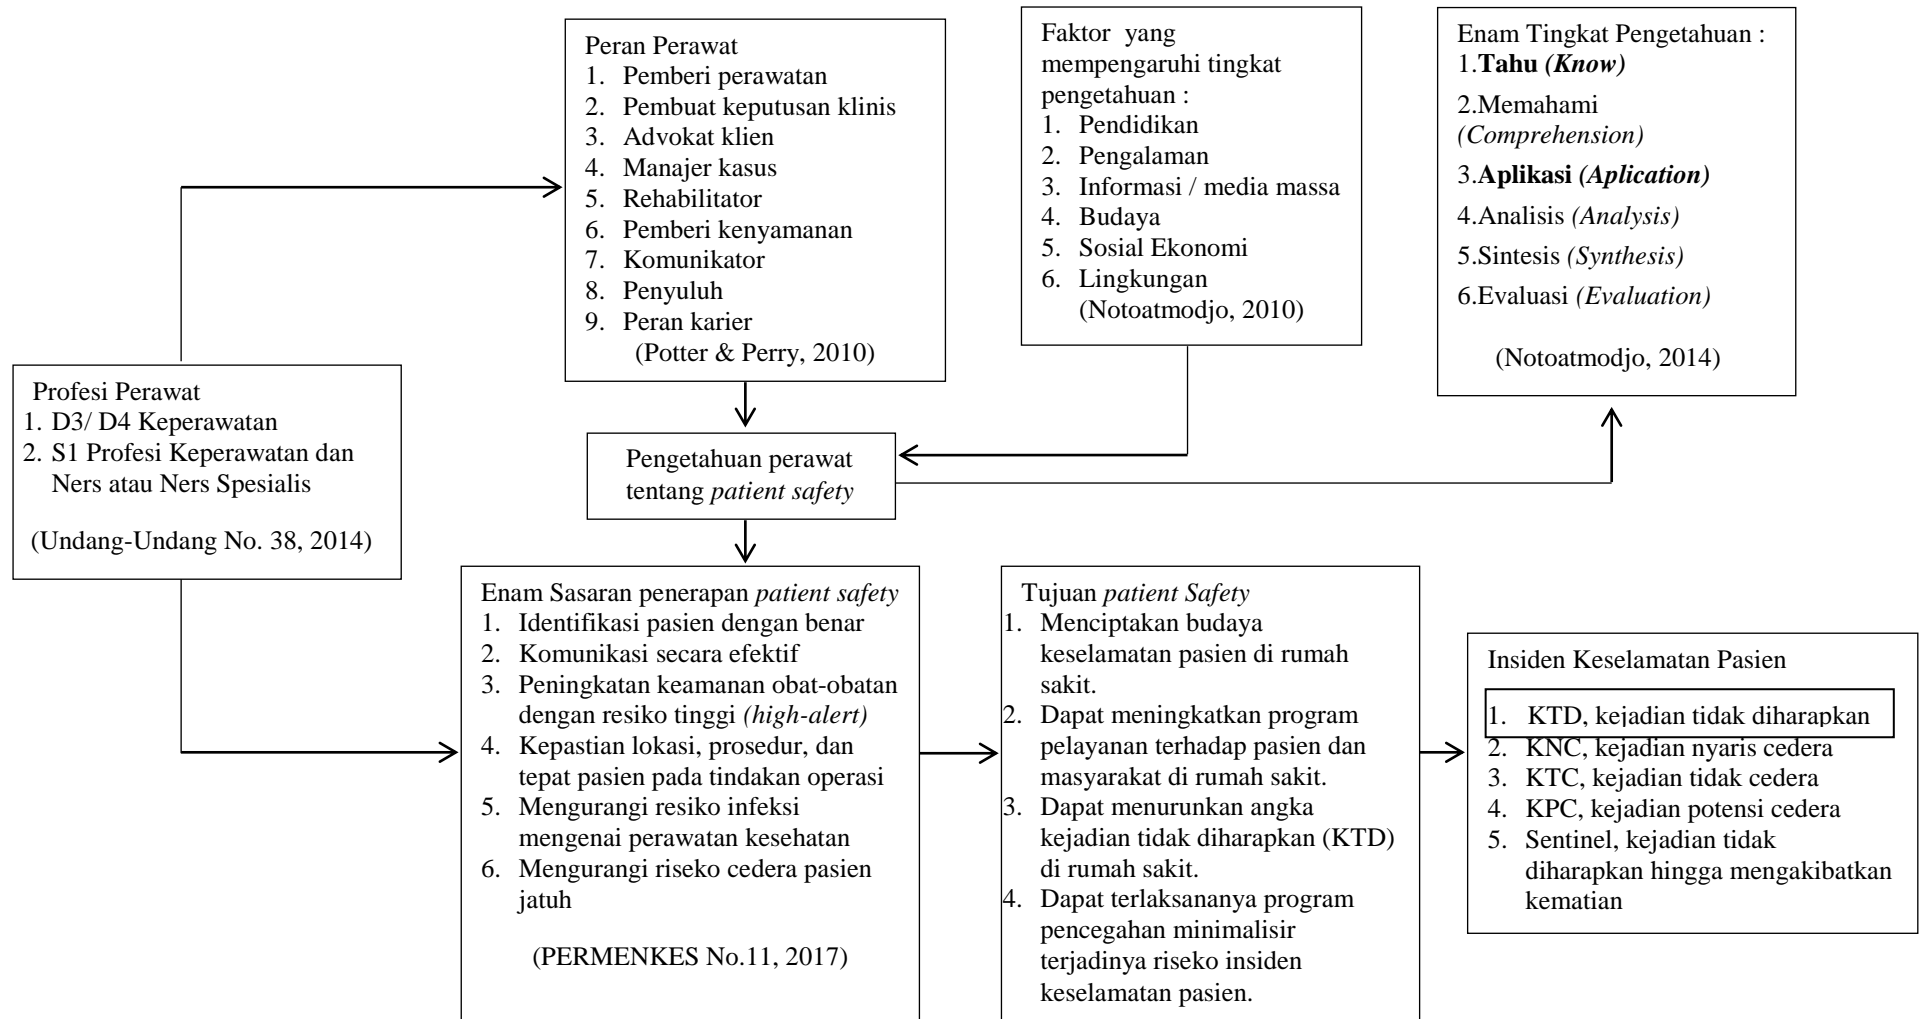 Peran Perawat
1. Pemberi perawatan
2. Pembuat keputusan klinis
3. Advokat klien
4. Manajer kasus
5. Rehabilitator
6. Pemberi kenyamanan
7. Komunikator
8. Penyuluh
9. Peran karier
(Potter & Perry, 2010)
Faktor yang
mempengaruhi tingkat
pengetahuan :
1. Pendidikan
2. Pengalaman
3. Informasi / media massa
4. Budaya
5. Sosial Ekonomi
6. Lingkungan
(Notoatmodjo, 2010)
Enam Tingkat Pengetahuan :
1.Tahu (Know)
2.Memahami
(Comprehension)
3.Aplikasi (Aplication)
4.Analisis (Analysis)
5.Sintesis (Synthesis)
6.Evaluasi (Evaluation)
(Notoatmodjo, 2014)
Profesi Perawat
1. D3/ D4 Keperawatan
2. S1 Profesi Keperawatan dan
Ners atau Ners Spesialis
(Undang-Undang No. 38, 2014)
Pengetahuan perawat
tentang patient safety
Enam Sasaran penerapan patient safety
1. Identifikasi pasien dengan benar
2. Komunikasi secara efektif
3. Peningkatan keamanan obat-obatan
dengan resiko tinggi (high-alert)
4. Kepastian lokasi, prosedur, dan
tepat pasien pada tindakan operasi
5. Mengurangi resiko infeksi
mengenai perawatan kesehatan
6. Mengurangi riseko cedera pasien
jatuh
(PERMENKES No.11, 2017)
Tujuan patient Safety
1. Menciptakan budaya
keselamatan pasien di rumah
sakit.
2. Dapat meningkatkan program
pelayanan terhadap pasien dan
masyarakat di rumah sakit.
3. Dapat menurunkan angka
kejadian tidak diharapkan (KTD)
di rumah sakit.
4. Dapat terlaksananya program
pencegahan minimalisir
terjadinya riseko insiden
keselamatan pasien.
Insiden Keselamatan Pasien
1. KTD, kejadian tidak diharapkan
2. KNC, kejadian nyaris cedera
3. KTC, kejadian tidak cedera
4. KPC, kejadian potensi cedera
5. Sentinel, kejadian tidak
diharapkan hingga mengakibatkan
kematian